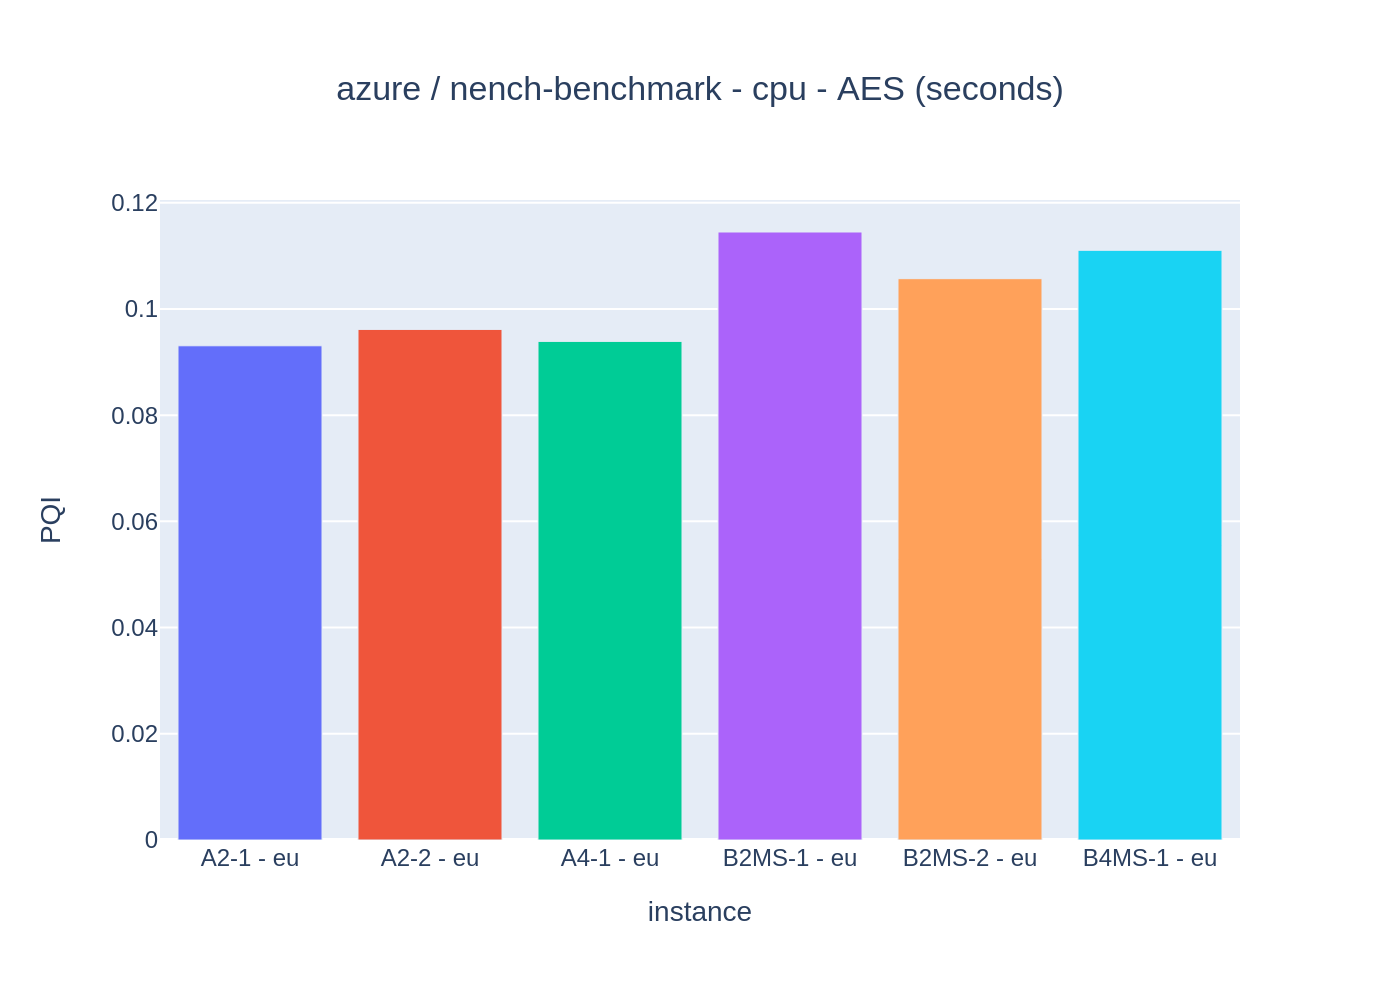 azure / nench-benchmark - cpu - AES (seconds)
0.12
0.1
0.08
0.06
0.04
0.02
0
PQI
A2-1 - eu
A2-2 - eu
A4-1 - eu
B2MS-1 - eu
B2MS-2 - eu
B4MS-1 - eu
instance